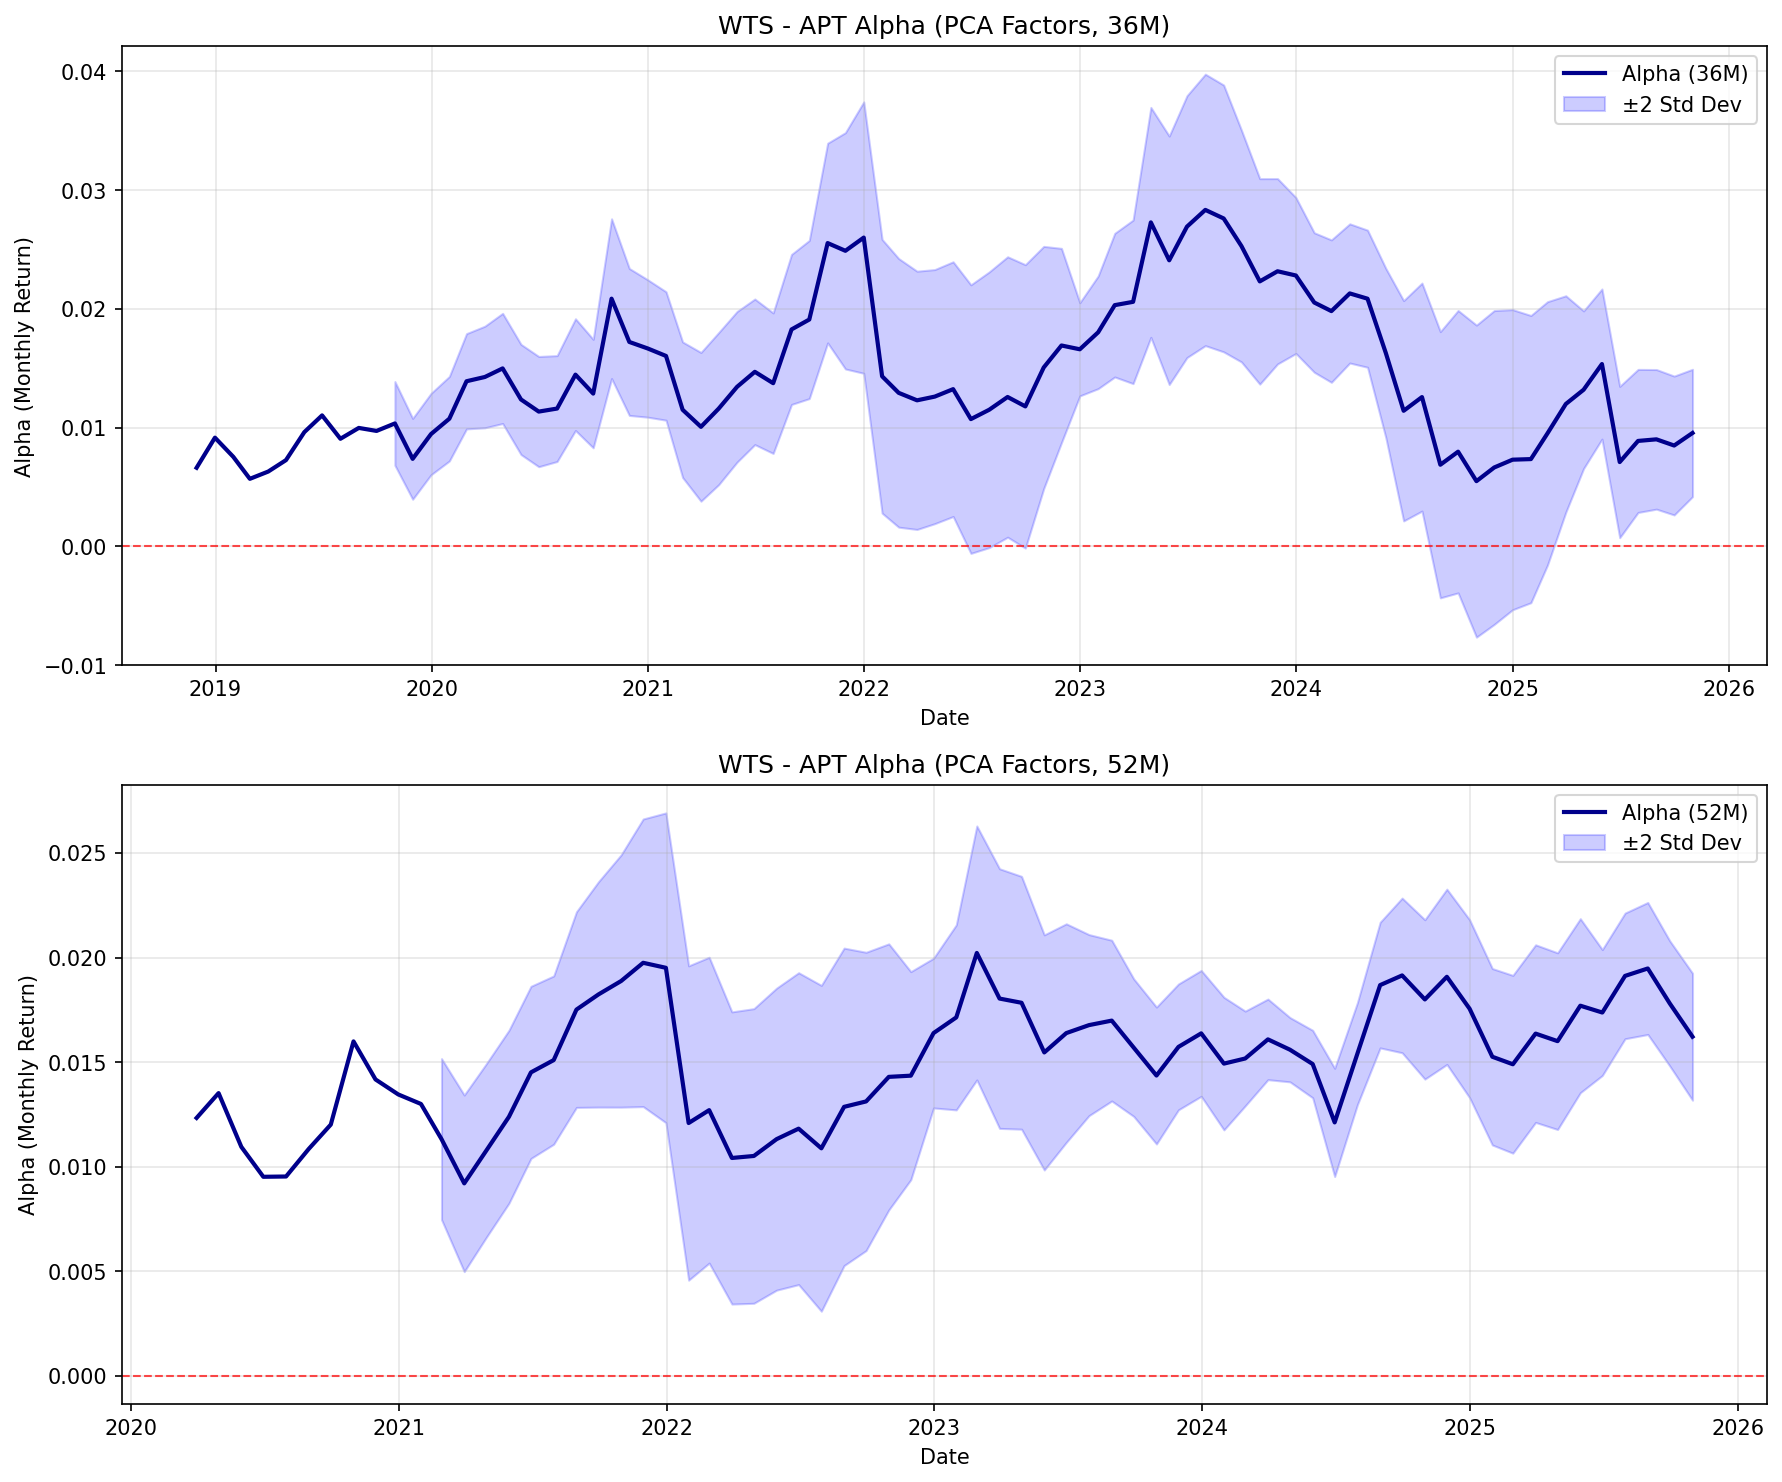 WTS - APT Alpha (PCA Factors, 36M)
Alpha (36M)
±2 Std Dev
Alpha (Monthly Return)
0.04
0.03
0.02
0.01
0.00
−0.01
2019 2020 2021 2022 2023 2024 2025 2026
Date
WTS - APT Alpha (PCA Factors, 52M)
Alpha (52M)
±2 Std Dev
Alpha (Monthly Return)
0.025
0.020
0.015
0.010
0.005
0.000
2020 2021 2022 2023 2024 2025 2026
Date